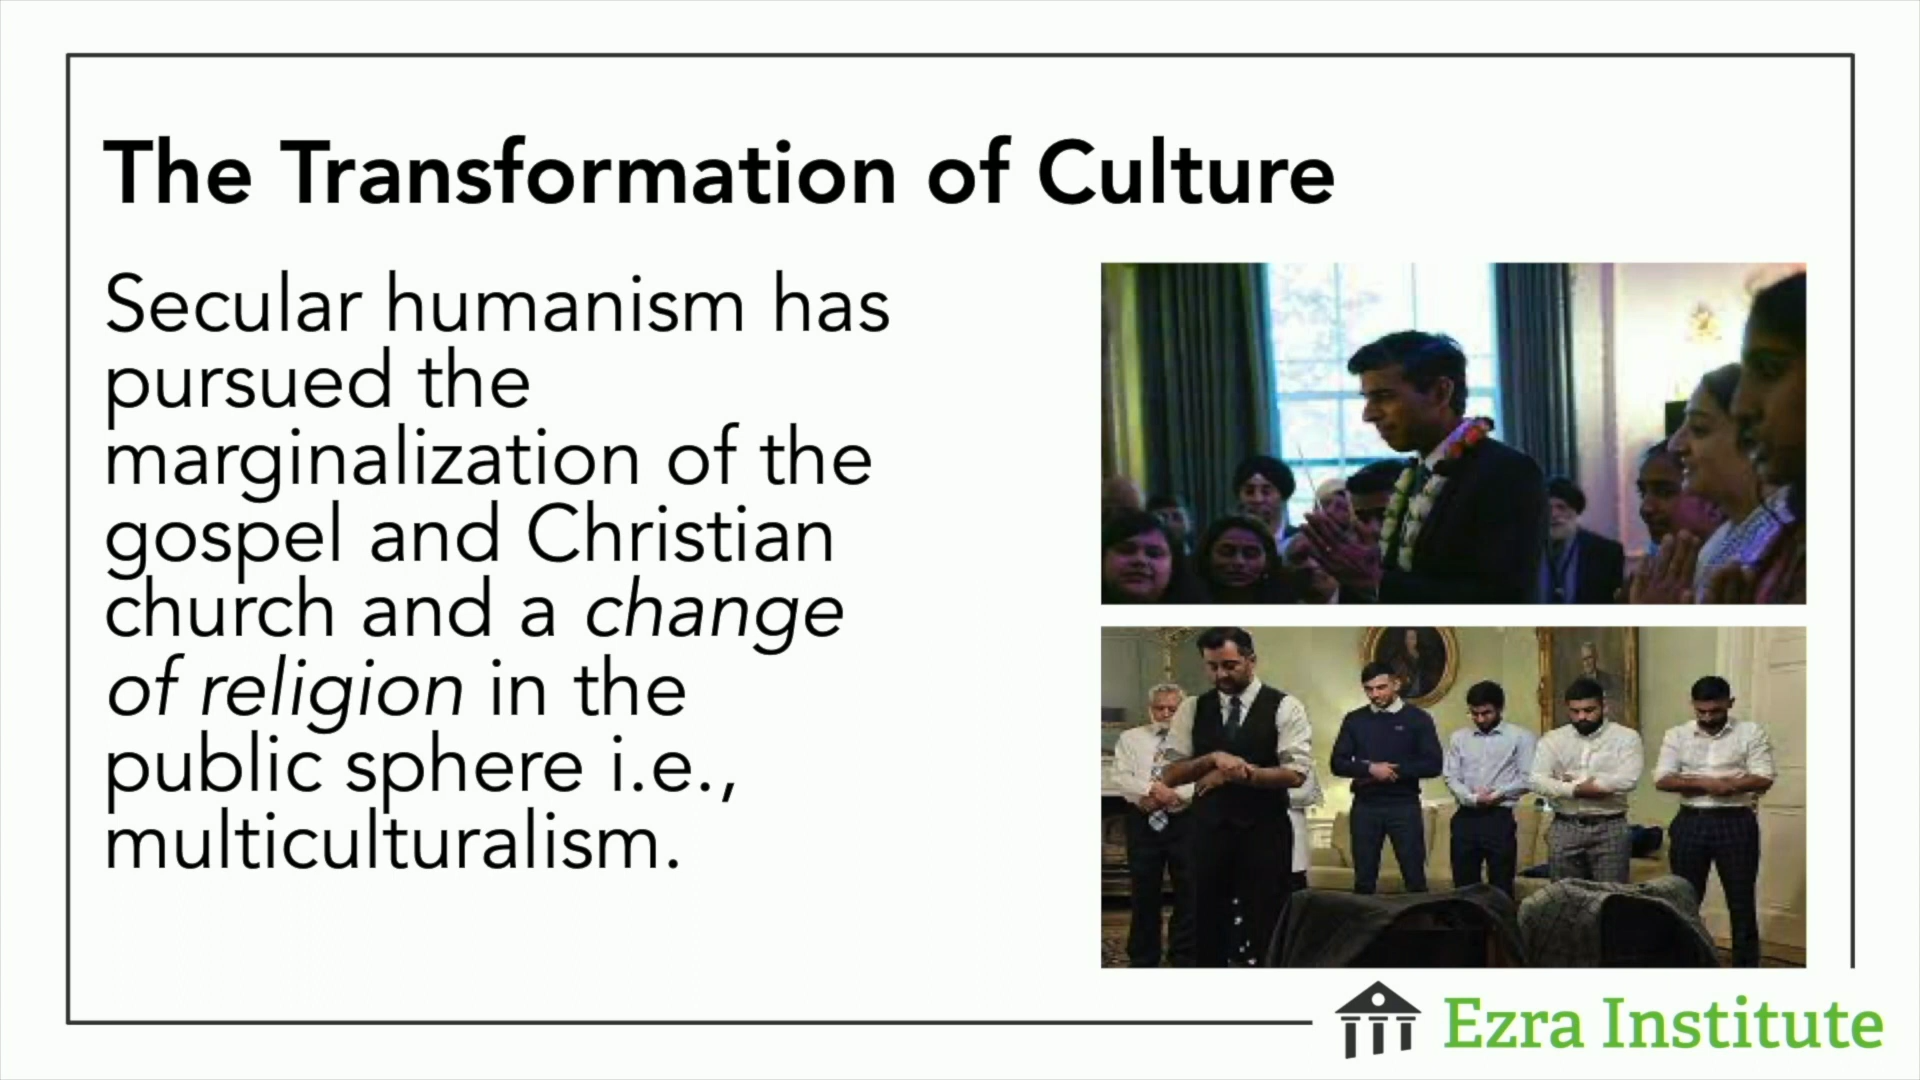 The Transformation of Culture
Secular humanism has
pursued the
marginalization of the
gospel and Christian
church and a change
of religion in the
public sphere i.e.,
multiculturalism.
Ezra Institute